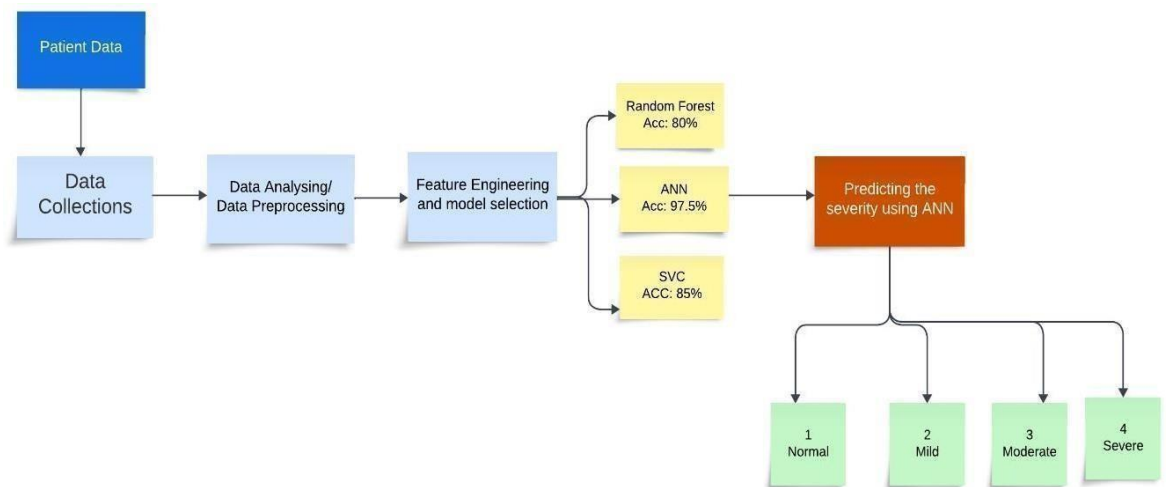 Patient Data
Data
Collections
Data Analysing/
Data Preprocessing
Feature Engineering
and model selection
Random Forest
Acc: 80%
ANN
Acc: 97.5%
SVC
ACC: 85%
Predicting the
severity using ANN
1
Normal
2
Mild
3
Moderate
4
Severe